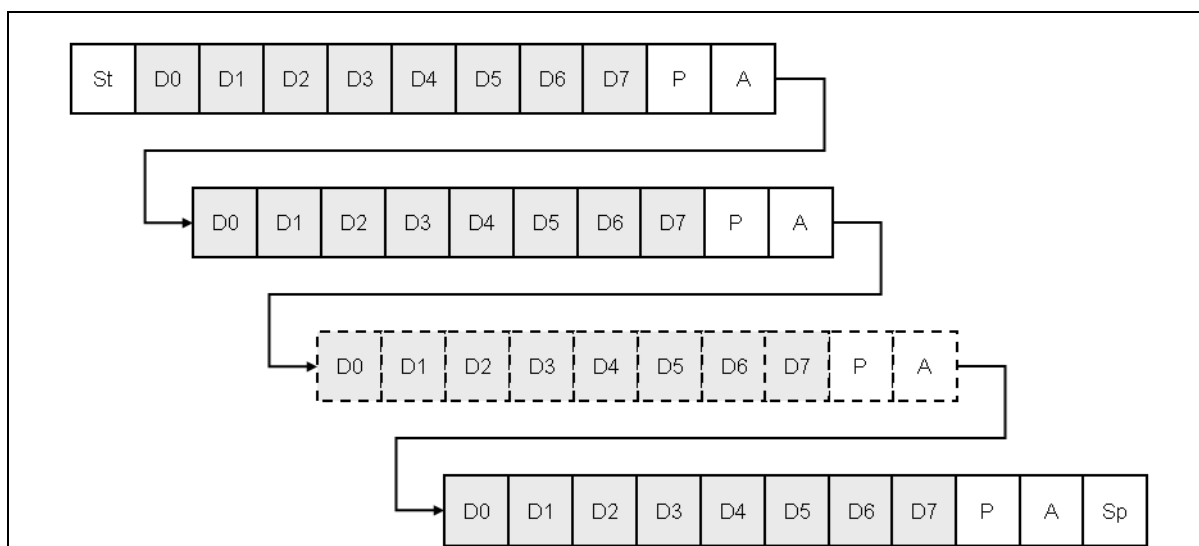 St D0 D1 D2 D3 D4 D5 D6 D7 P A
D0 D1 D2 D3 D4 D5 D6 D7 P A
D0 D1 D2 D3 D4 D5 D6 D7 P A
D0 D1 D2 D3 D4 D5 D6 D7 P A Sp